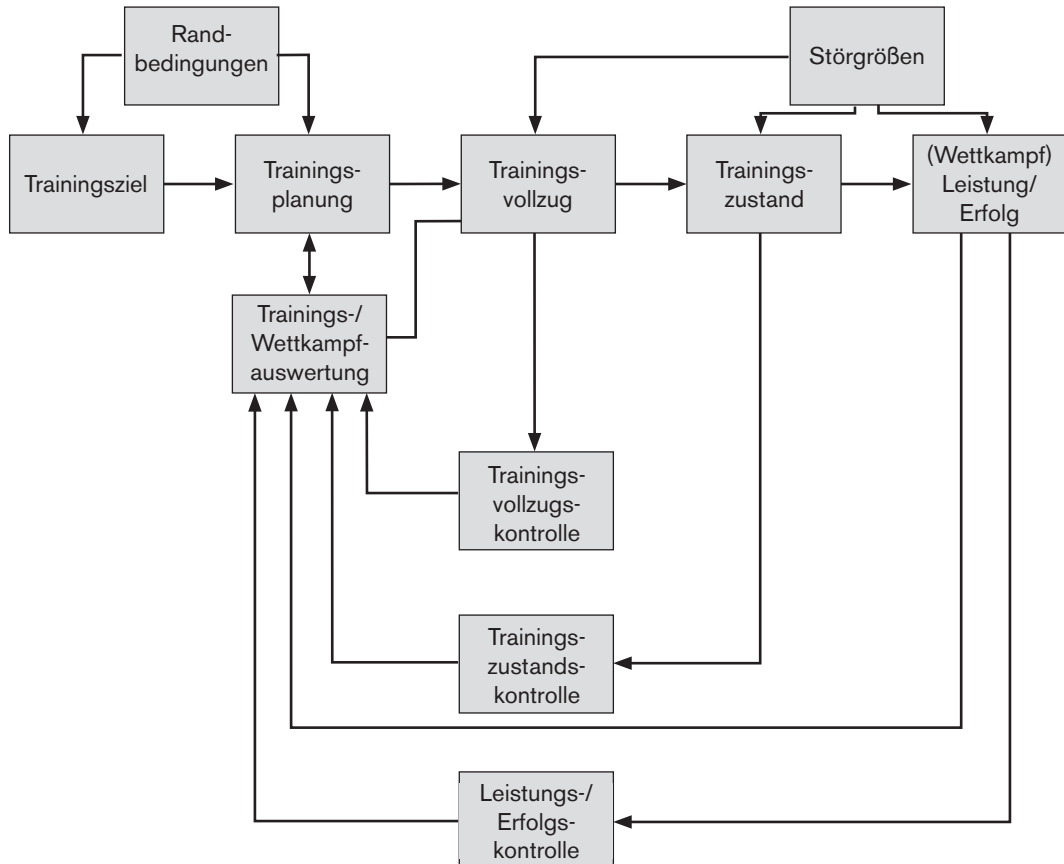 Rand-
bedingungen
Störgrößen
Trainingsziel
Trainings-
planung
Trainings-
vollzug
Trainings-
zustand
(Wettkampf)
Leistung/
Erfolg
Trainings-/
Wettkampf-
auswertung
Trainings-
vollzugs-
kontrolle
Trainings-
zustands-
kontrolle
Leistungs-/
Erfolgs-
kontrolle